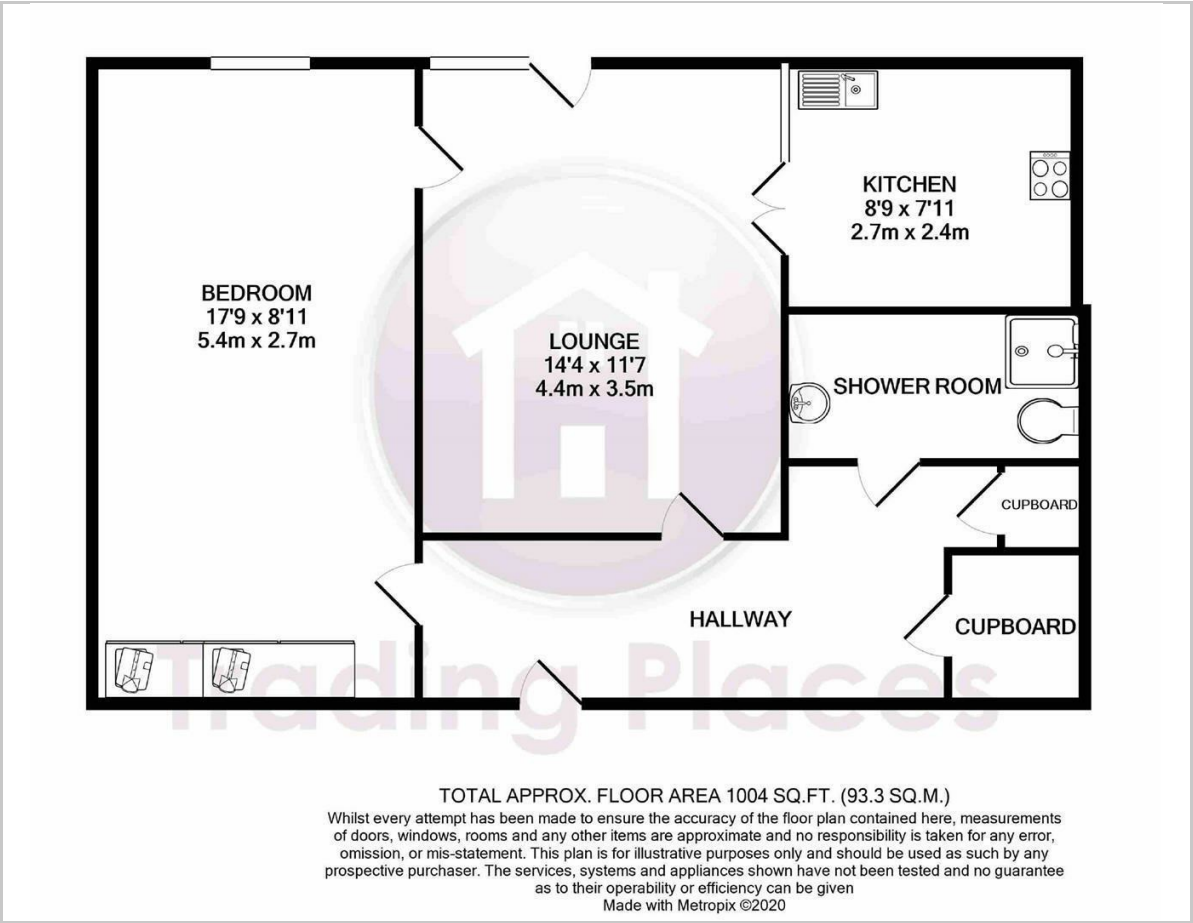 BEDROOM
17'9 x 8'11
5.4m x 2.7m
LOUNGE
14'4 x 11'7
4.4m x 3.5m
KITCHEN
8'9 x 7'11
2.7m x 2.4m
SHOWER ROOM
CUPBOARD
HALLWAY
CUPBOARD
Trading Places
TOTAL APPROX. FLOOR AREA 1004 SQ.FT. (93.3 SQ.M.)
Whilst every attempt has been made to ensure the accuracy of the floor plan contained here, measurements
of doors, windows, rooms and any other items are approximate and no responsibility is taken for any error,
omission, or mis-statement. This plan is for illustrative purposes only and should be used as such by any
prospective purchaser. The services, systems and appliances shown have not been tested and no guarantee
as to their operability or efficiency can be given
Made with Metropix ©2020